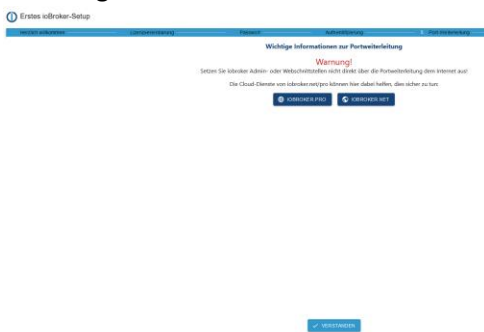 Erstes ioBroker-Setup
Herzlich willkommen
Lizenzvereinbarung
Passwort
Authentifizierung
Port-Weiterleitung
Wichtige Informationen zur Portweiterleitung
Warnung!
Setzen Sie iobroker Admin- oder Webschnittstellen nicht direkt über die Portweiterleitung dem Internet aus!
Die Cloud-Dienste von iobroker.net/pro können hier dabei helfen, dies sicher zu tun:
IOBROKER.PRO
IOBROKER.NET
VERSTANDEN